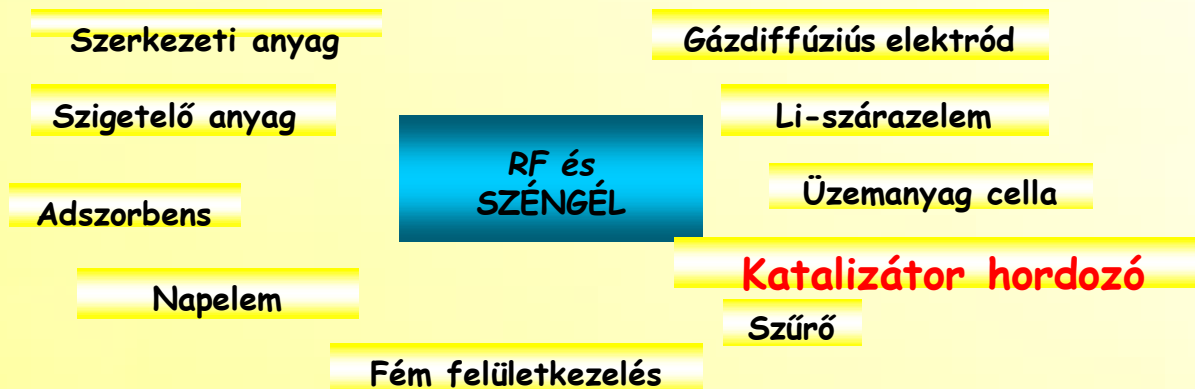 Szerkezeti anyag
Gázdiffúziús elektród
Szigetelő anyag
Li-szárazelem
RF és
SZÉNGÉL
Üzemanyag cella
Adszorbens
Katalizátor hordozó
Napelem
Szűrő
Fém felületkezelés